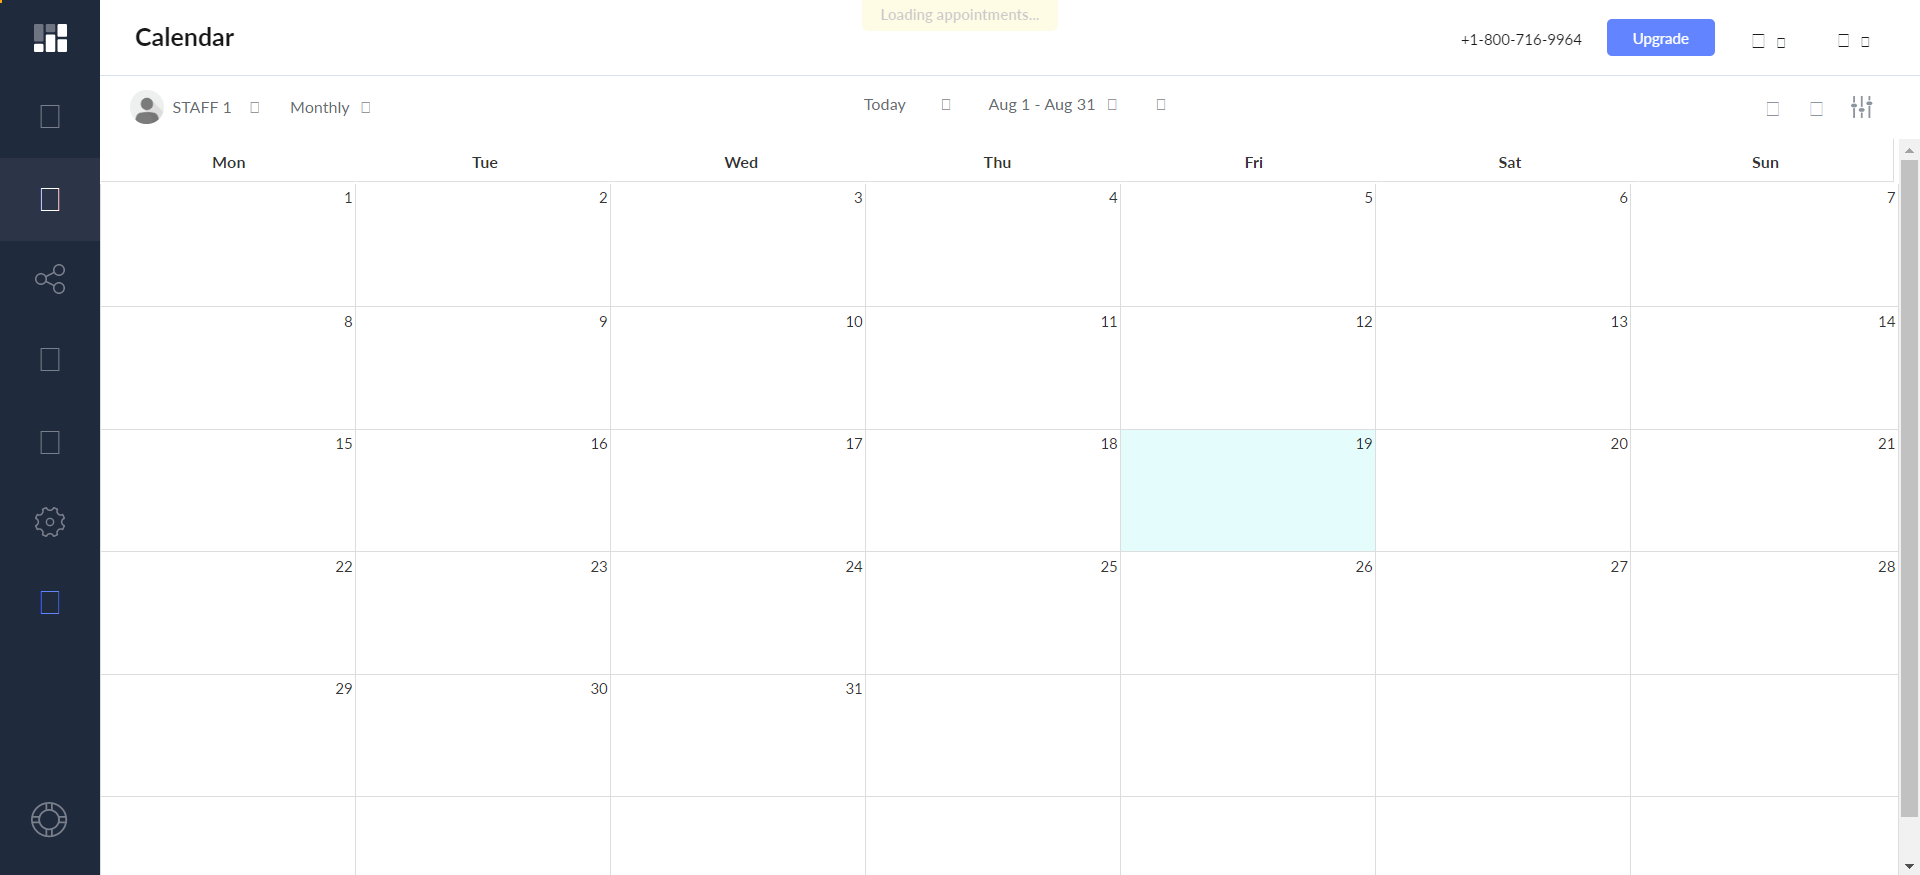 Loading appointments...
Calendar
+1-800-716-9964
Upgrade
STAFF 1
Monthly
Today
Aug 1 - Aug 31
Mon Tue Wed Thu Fri Sat Sun
1 2 3 4 5 6 7
8 9 10 11 12 13 14
15 16 17 18 19 20 21
22 23 24 25 26 27 28
29 30 31